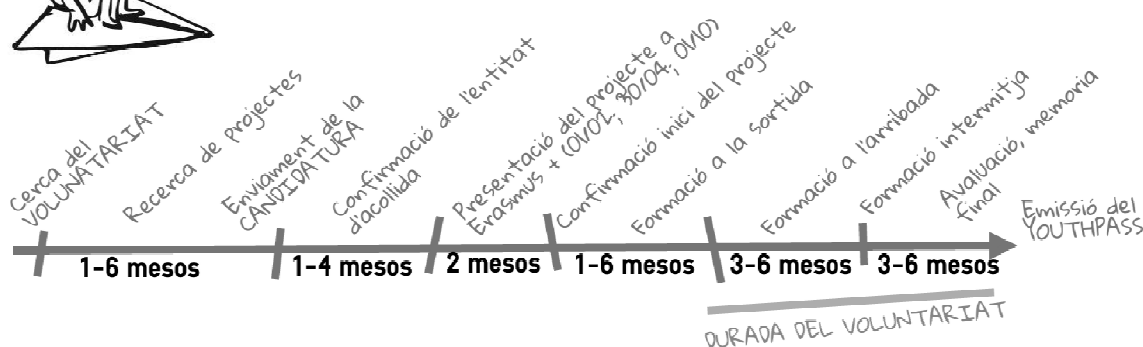 Cerca del
VOLUNATARIAT
Recerca de projectes
Enviament de la
CANDIDATURA
Confirmació de l'entitat
d'acollida
Presentació del projecte a
Erasmus + (01/02, 30/04, 01/10)
Confirmació inici del projecte
Formació a la sortida
Formació a l'arribada
Formació intermitja
Avaluació, memoria
final
Emissió del
YOUTHPASS
1-6 mesos
1-4 mesos
2 mesos
1-6 mesos
3-6 mesos
3-6 mesos
DURADA DEL VOLUNTARIAT